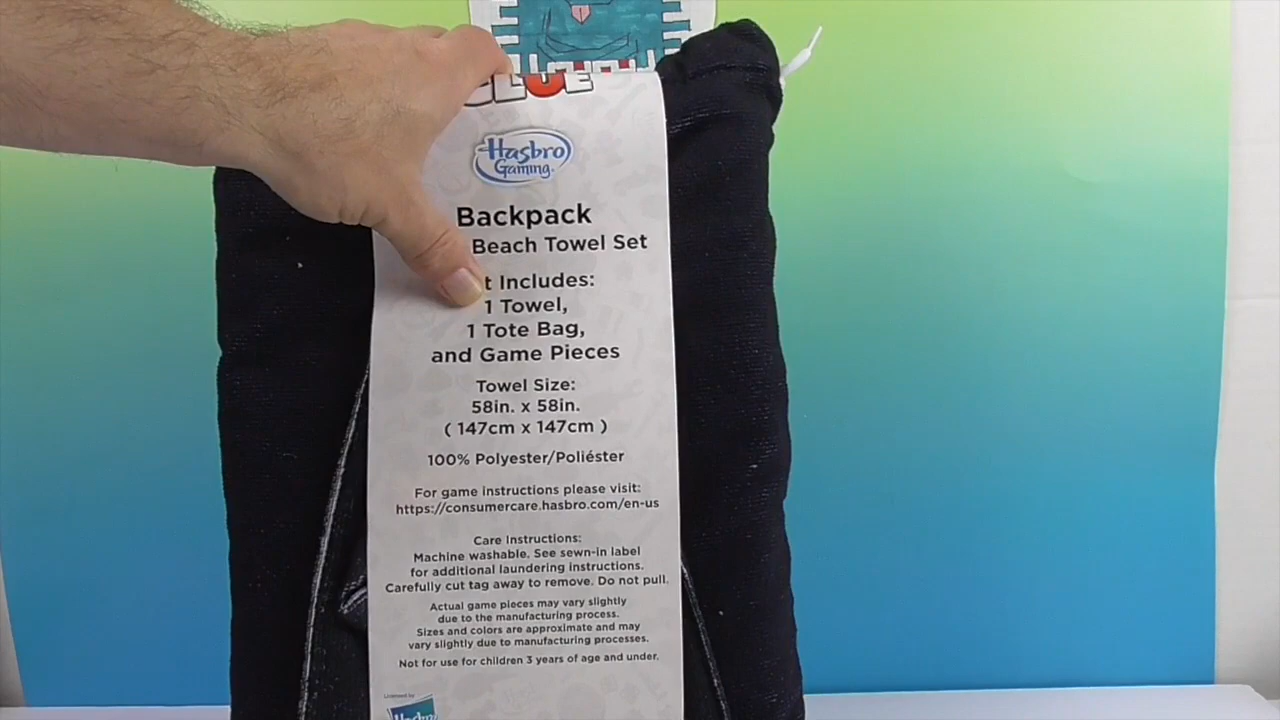 CLUE
Hasbro
Gaming.
Backpack
Beach Towel Set
t Includes:
1 Towel,
1 Tote Bag,
and Game Pieces
Towel Size:
58in. x 58in.
( 147cm x 147cm )
100% Polyester/Poliéster
For game instructions please visit:
https://consumercare.hasbro.com/en-us
Care Instructions:
Machine washable. See sewn-in label
for additional laundering instructions.
Carefully cut tag away to remove. Do not pull.
Actual game pieces may vary slightly
due to the manufacturing process.
Sizes and colors are approximate and may
vary slightly due to manufacturing processes.
Not for use for children 3 years of age and under.
Licensed by
Hasbro